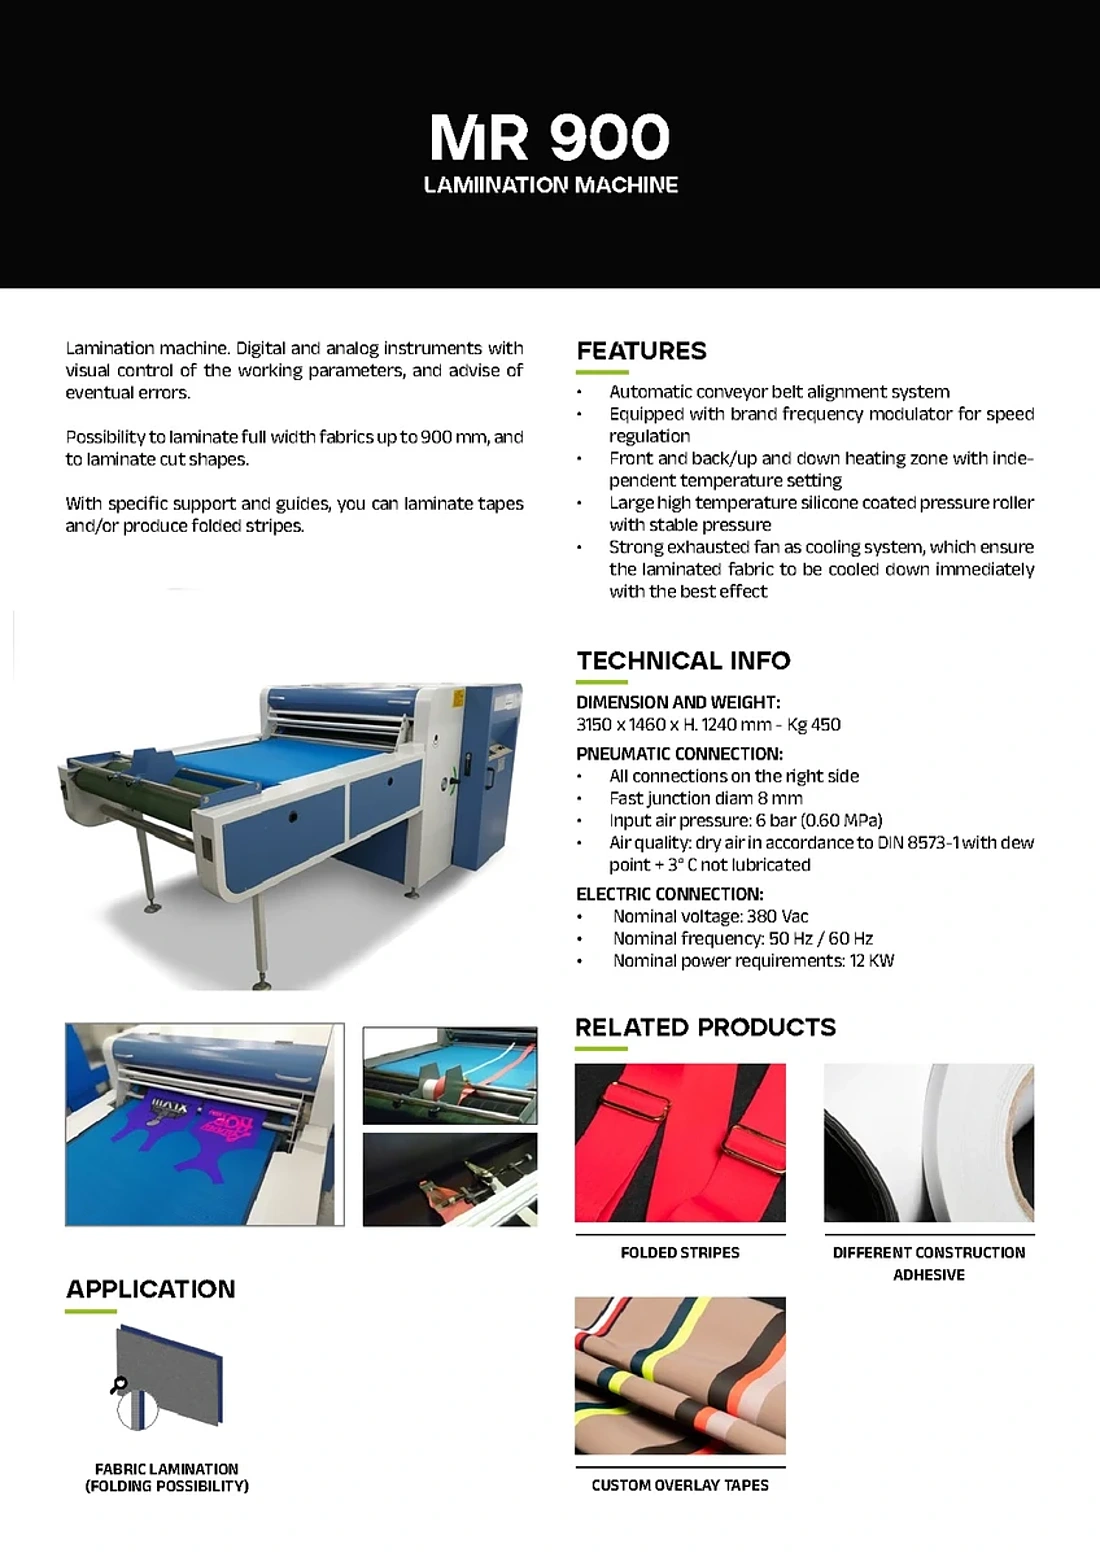 MR 900
LAMIINATION MACHINE
Lamination machine. Digital and analog instruments with
visual control of the working parameters, and advise of
eventual errors.
Possibility to laminate full width fabrics up to 900 mm, and
to laminate cut shapes.
With specific support and guides, you can laminate tapes
and/or produce folded stripes.
FEATURES
• Automatic conveyor belt alignment system
• Equipped with brand frequency modulator for speed
regulation
• Front and back/up and down heating zone with inde-
pendent temperature setting
• Large high temperature silicone coated pressure roller
with stable pressure
• Strong exhausted fan as cooling system, which ensure
the laminated fabric to be cooled down immediately
with the best effect
TECHNICAL INFO
DIMENSION AND WEIGHT:
3150 x 1460 x H. 1240 mm - Kg 450
PNEUMATIC CONNECTION:
• All connections on the right side
• Fast junction diam 8 mm
• Input air pressure: 6 bar (0.60 MPa)
• Air quality: dry air in accordance to DIN 8573-1 with dew
point + 3° C not lubricated
ELECTRIC CONNECTION:
• Nominal voltage: 380 Vac
• Nominal frequency: 50 Hz / 60 Hz
• Nominal power requirements: 12 KW
RELATED PRODUCTS
FOLDED STRIPES
DIFFERENT CONSTRUCTION
ADHESIVE
CUSTOM OVERLAY TAPES
APPLICATION
FABRIC LAMINATION
(FOLDING POSSIBILITY)